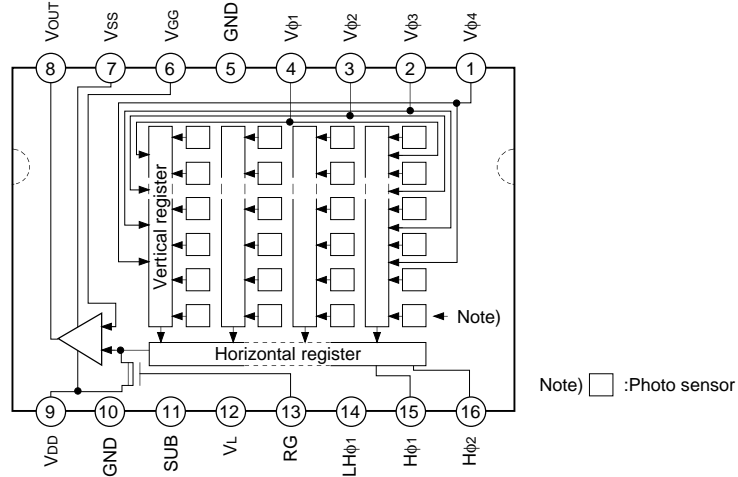 VOUT
VSS
VGG
GND
Vϕ1
Vϕ2
Vϕ3
Vϕ4
8
7
6
5
4
3
2
1
Vertical register
Note)
Horizontal register
Note) :Photo sensor
9
10
11
12
13
14
15
16
VDD
GND
SUB
VL
RG
LHϕ1
Hϕ1
Hϕ2